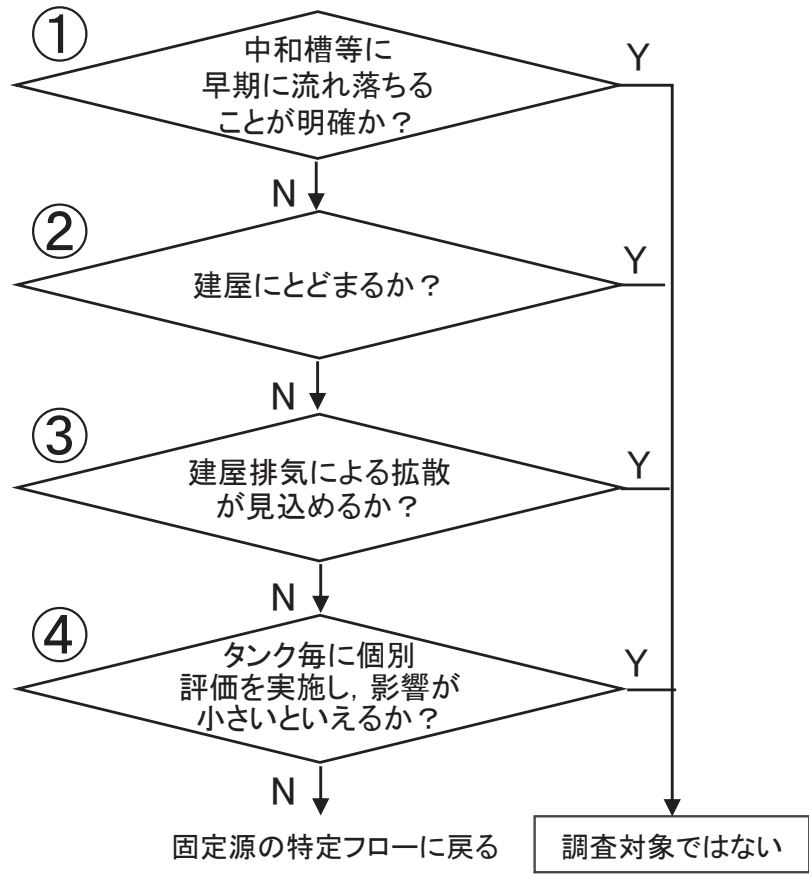 ①
中和槽等に
早期に流れ落ちる
ことが明確か？
Y
N
②
建屋にとどまるか？
Y
N
③
建屋排気による拡散
が見込めるか？
Y
N
④
タンク毎に個別
評価を実施し，影響が
小さいといえるか？
Y
N
固定源の特定フローに戻る
調査対象ではない